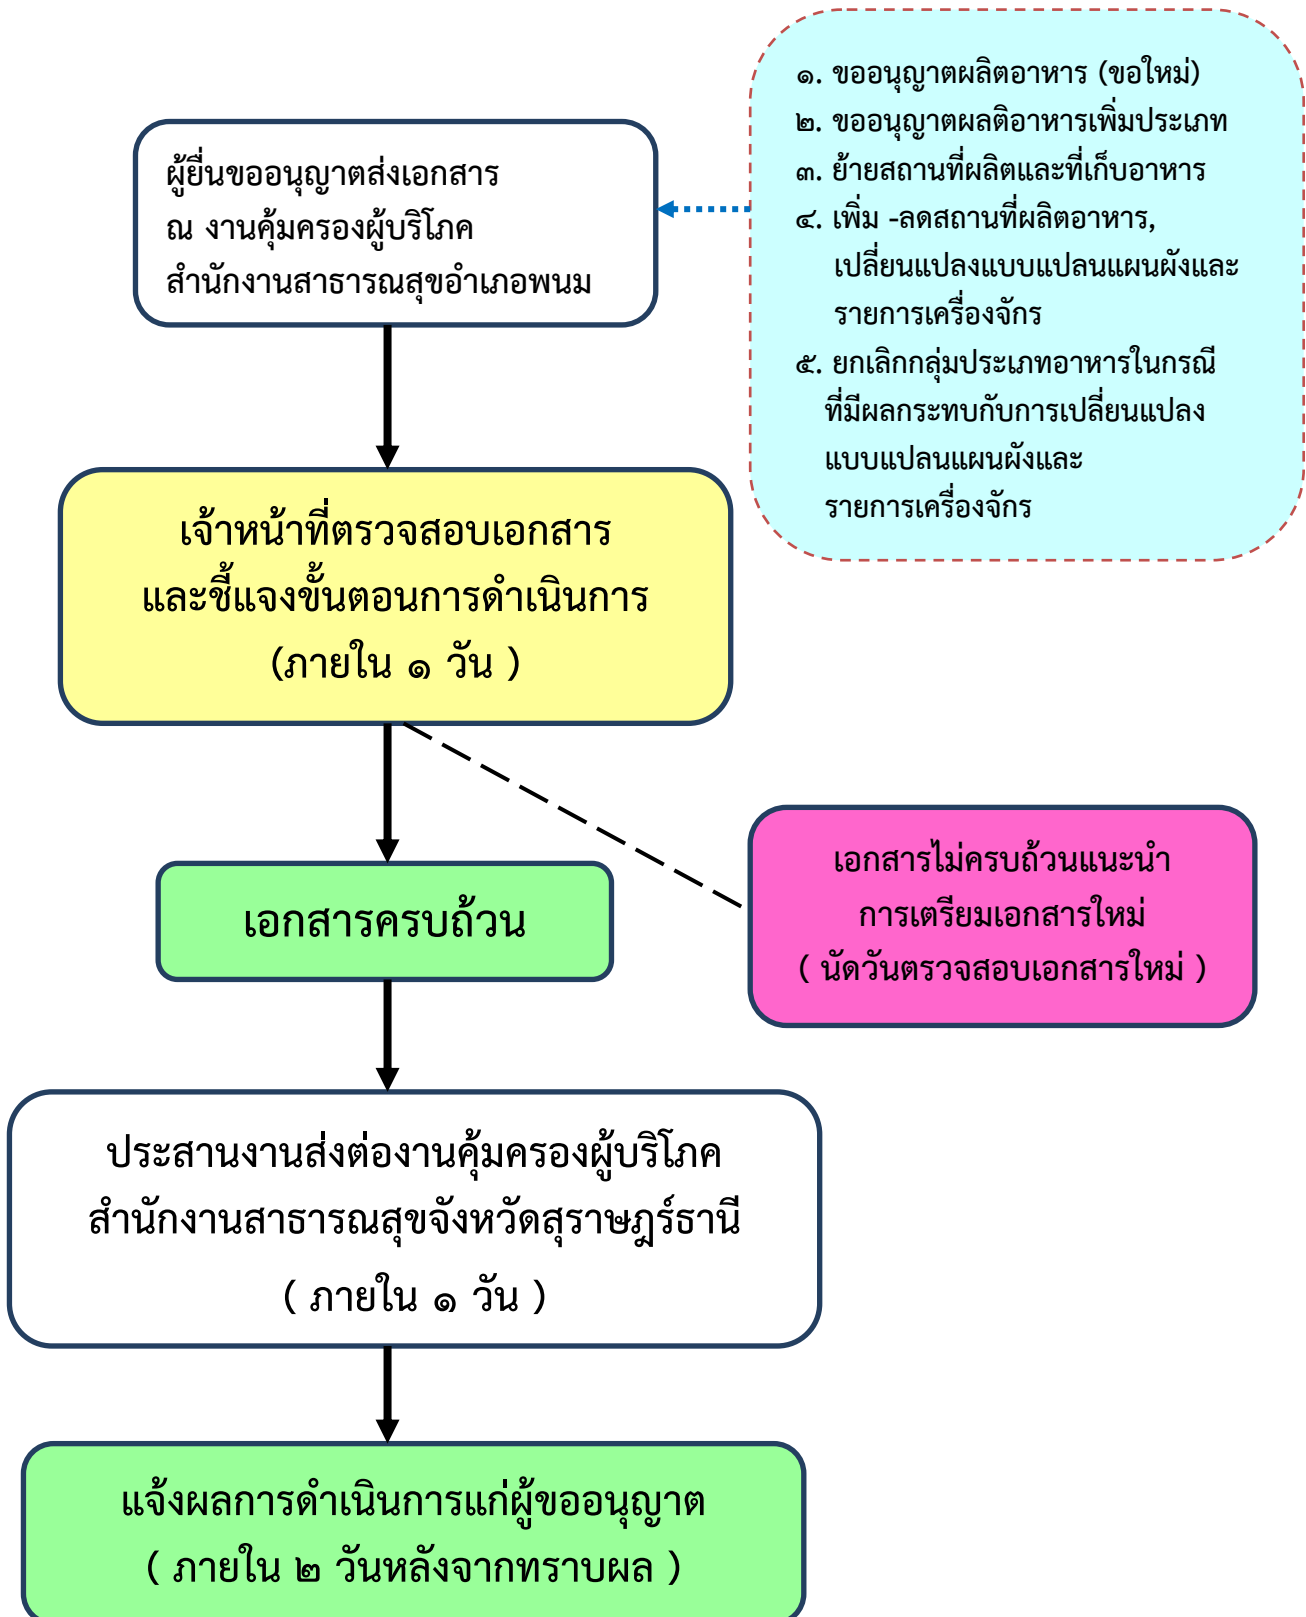 ๑. ขออนุญาตผลิตอาหาร (ขอใหม่)
๒. ขออนุญาตผลติอาหารเพิ่มประเภท
๓. ย้ายสถานที่ผลิตและที่เก็บอาหาร
๔. เพิ่ม -ลดสถานที่ผลิตอาหาร,
เปลี่ยนแปลงแบบแปลนแผนผังและ
รายการเครื่องจักร
๕. ยกเลิกกลุ่มประเภทอาหารในกรณี
ที่มีผลกระทบกับการเปลี่ยนแปลง
แบบแปลนแผนผังและ
รายการเครื่องจักร
ผู้ยื่นขออนุญาตส่งเอกสาร
ณ งานคุ้มครองผู้บริโภค
สำนักงานสาธารณสุขอำเภอพนม
เจ้าหน้าที่ตรวจสอบเอกสาร
และชี้แจงขั้นตอนการดำเนินการ
(ภายใน ๑ วัน )
เอกสารครบถ้วน
เอกสารไม่ครบถ้วนแนะนำ
การเตรียมเอกสารใหม่
( นัดวันตรวจสอบเอกสารใหม่ )
ประสานงานส่งต่องานคุ้มครองผู้บริโภค
สำนักงานสาธารณสุขจังหวัดสุราษฎร์ธานี
( ภายใน ๑ วัน )
แจ้งผลการดำเนินการแก่ผู้ขออนุญาต
( ภายใน ๒ วันหลังจากทราบผล )